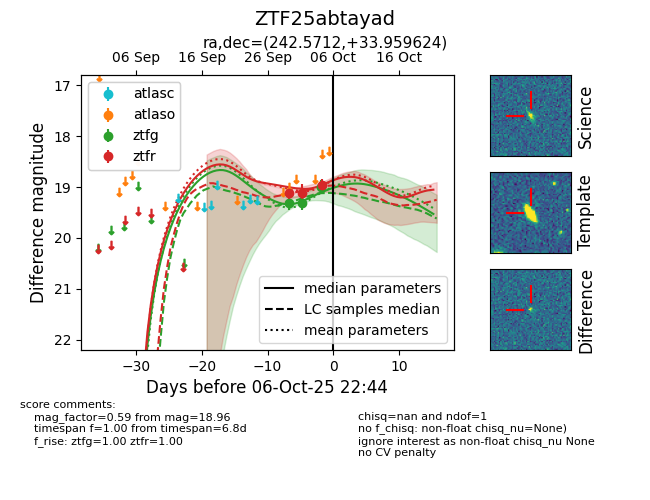 ZTF25abtayad
ra,dec=(242.5712,+33.959624)
06 Sep 16 Sep 26 Sep 06 Oct 16 Oct
17
18
19
20
21
22
Difference magnitude
atlasc
atlaso
ztfg
ztfr
median parameters
LC samples median
mean parameters
−30 −20 −10 0 10
Days before 06-Oct-25 22:44
Science
Template
Difference
score comments:
mag_factor=0.59 from mag=18.96
timespan f=1.00 from timespan=6.8d
f_rise: ztfg=1.00 ztfr=1.00
chisq=nan and ndof=1
no f_chisq: non-float chisq_nu=None)
ignore interest as non-float chisq_nu None
no CV penalty